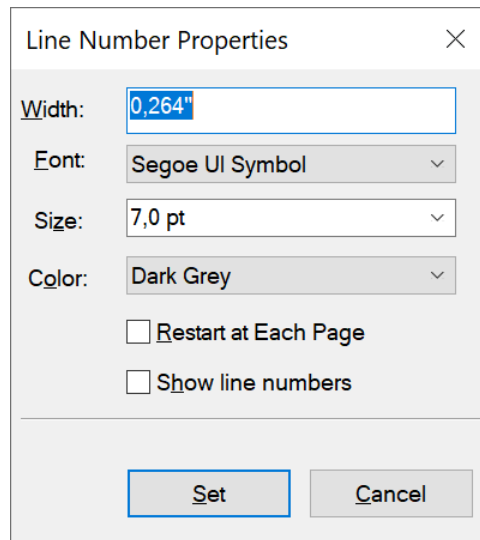 Line Number Properties
Width: 0,264"
Font: Segoe UI Symbol
Size: 7,0 pt
Color: Dark Grey
Restart at Each Page
Show line numbers
Set Cancel